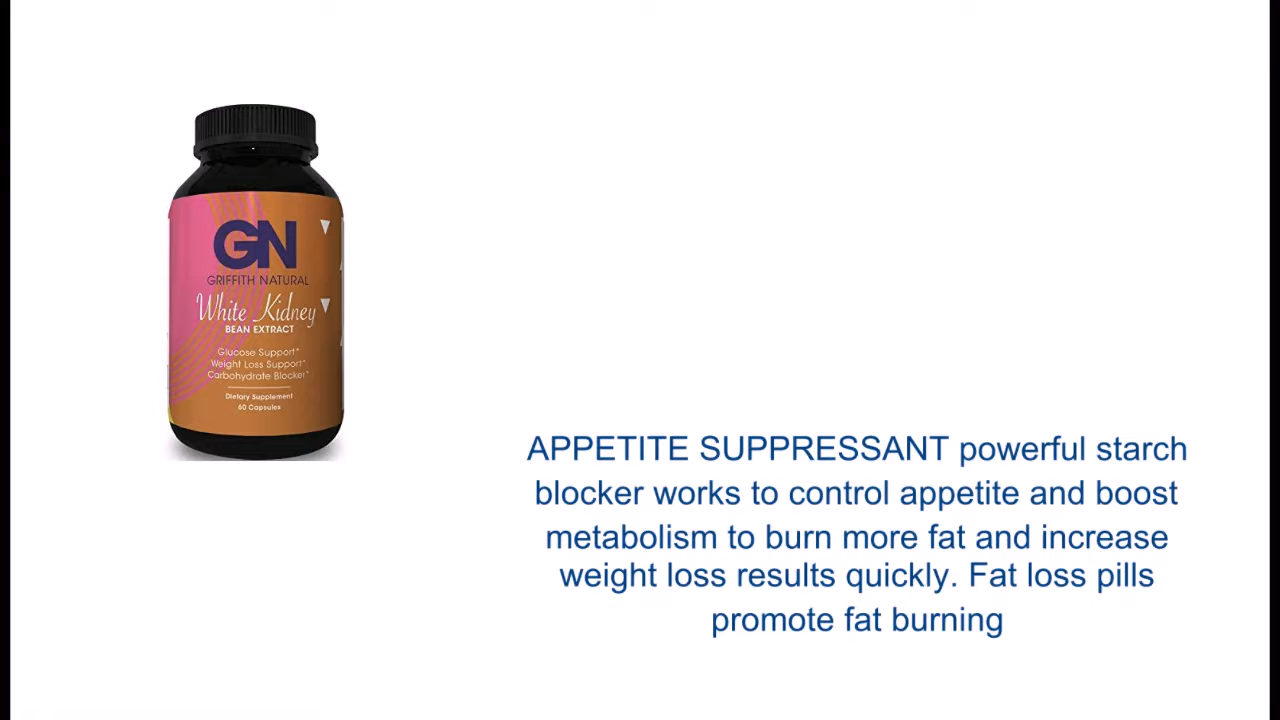 GN
GRIFFITH NATURAL
White Kidney
BEAN EXTRACT
Glucose Support*
Weight Loss Support*
Carbohydrate Blocker*
Dietary Supplement
60 Capsules
APPETITE SUPPRESSANT powerful starch
blocker works to control appetite and boost
metabolism to burn more fat and increase
weight loss results quickly. Fat loss pills
promote fat burning